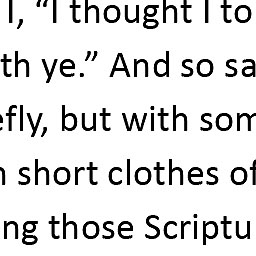 I, “I thought I to
th ye.” And so sa
efly, but with som
n short clothes of
ng those Scriptu